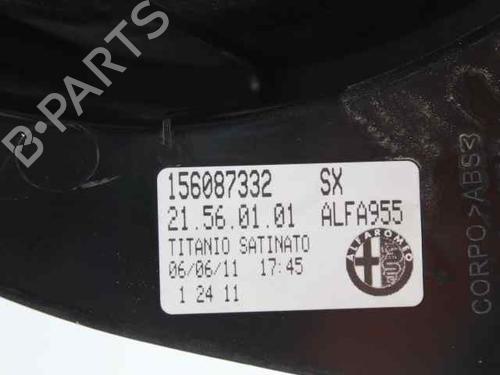 B-PARTS
156087332 SX
21.56.01.01 ALFA955
TITANIO SATINATO
06/06/11 17:45
1 24 11
ALFA ROMEO
CORPO >ABS<